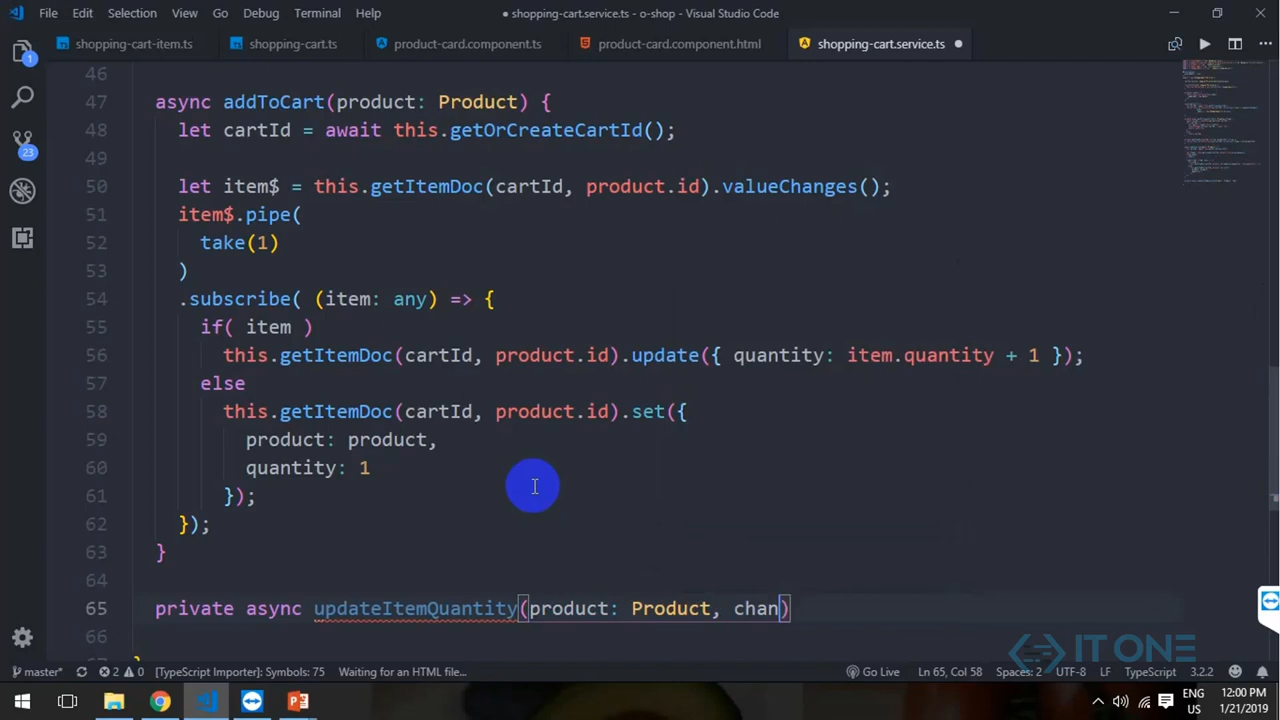 File Edit Selection View Go Debug Terminal Help
● shopping-cart.service.ts - o-shop - Visual Studio Code
shopping-cart-item.ts shopping-cart.ts product-card.component.ts product-card.component.html shopping-cart.service.ts
46
47 async addToCart(product: Product) {
48 let cartId = await this.getOrCreateCartId();
49
50 let item$ = this.getItemDoc(cartId, product.id).valueChanges();
51 item$.pipe(
52 take(1)
53 )
54 .subscribe( (item: any) => {
55 if( item )
56 this.getItemDoc(cartId, product.id).update({ quantity: item.quantity + 1 });
57 else
58 this.getItemDoc(cartId, product.id).set({
59 product: product,
60 quantity: 1
61 });
62 });
63 }
64
65 private async updateItemQuantity(product: Product, chan)
66
1
23
IT ONE
master* 2 0 [TypeScript Importer]: Symbols: 75 Waiting for an HTML file... Go Live Ln 65, Col 58 Spaces: 2 UTF-8 LF TypeScript 3.2.2
ENG 12:00 PM
US 1/21/2019